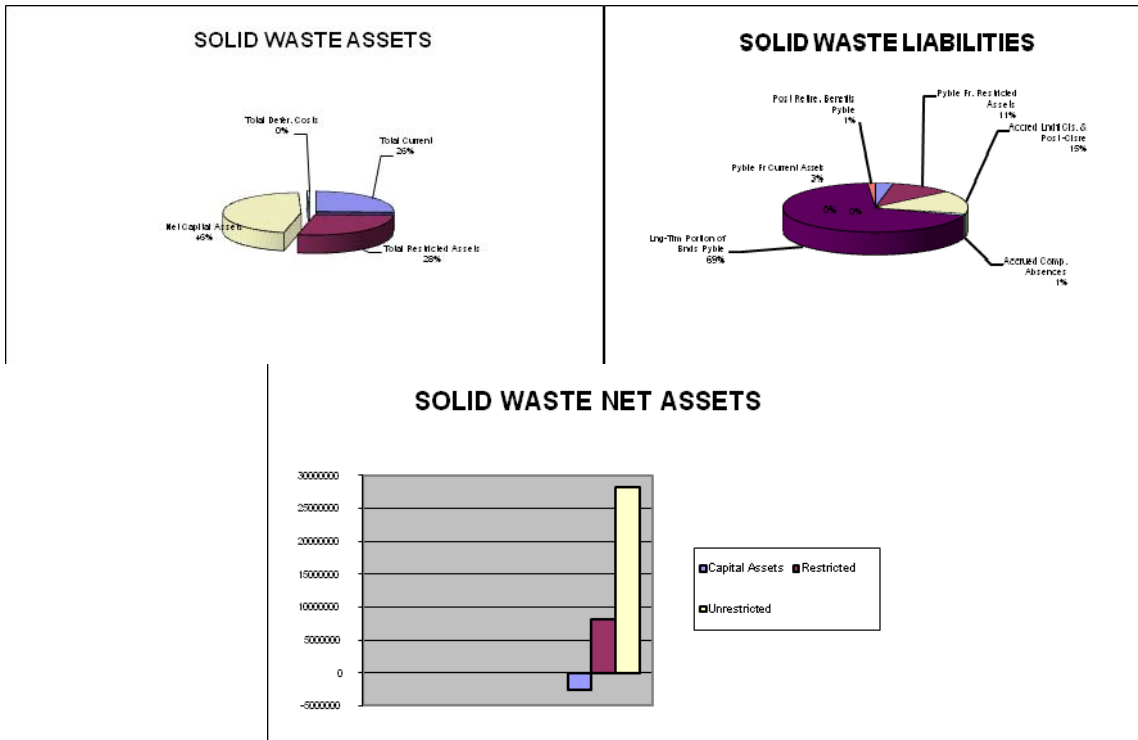 SOLID WASTE ASSETS
Total Defer. Costs
0%
Total Current
26%
Net Capital Assets
46%
Total Restricted Assets
28%
SOLID WASTE LIABILITIES
Post Retire. Benefits
Pyble
1%
Pyble Fr. Restricted
Assets
11%
Accred Lndfl Cls. &
Post-Clsre
15%
Pyble Fr Current Asset
3%
0%
0%
Lng-Trm Portion of
Bnds Pyble
69%
Accrued Comp.
Absences
1%
SOLID WASTE NET ASSETS
30000000
25000000
20000000
15000000
10000000
5000000
0
-5000000
Capital Assets
Restricted
Unrestricted